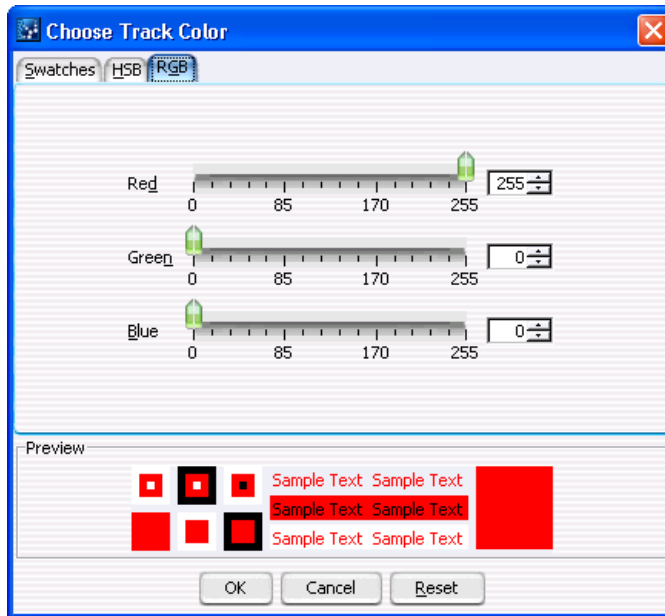 Choose Track Color
Swatches HSB RGB
Red 255
0 85 170 255
Green 0
0 85 170 255
Blue 0
0 85 170 255
Preview
Sample Text Sample Text
Sample Text Sample Text
Sample Text Sample Text
OK Cancel Reset